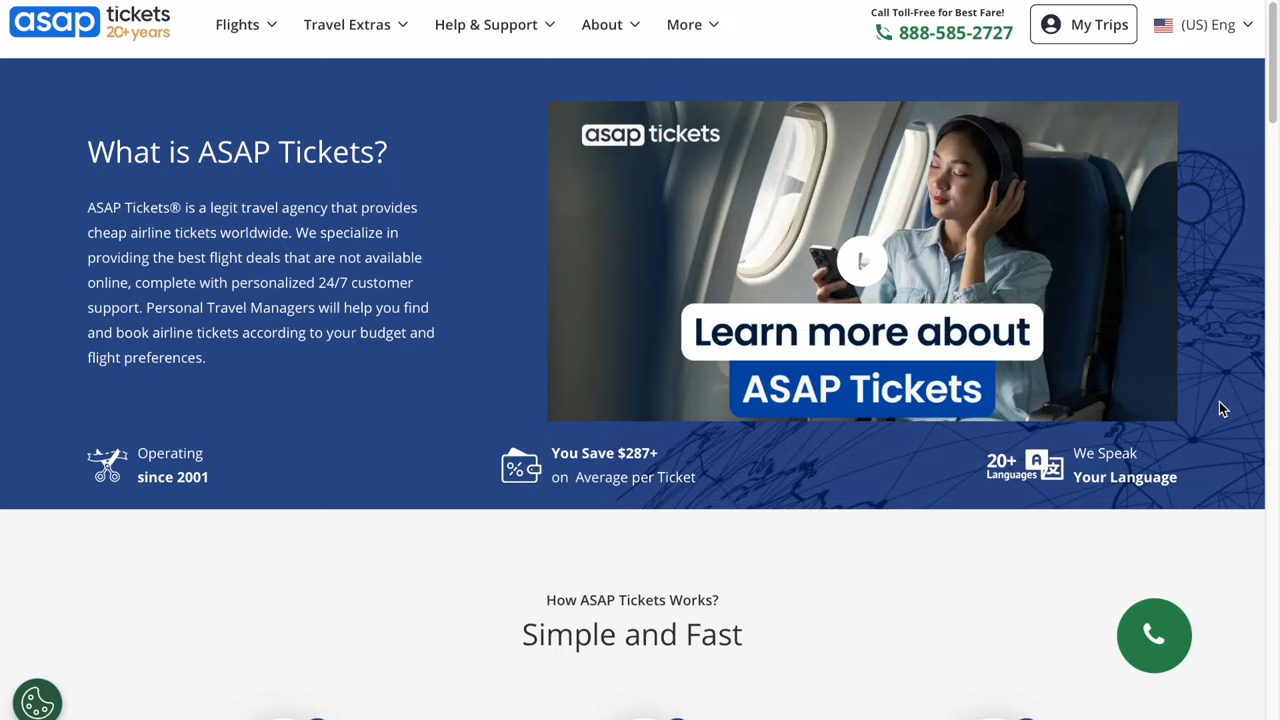 asap tickets
20+ years
Flights
Travel Extras
Help & Support
About
More
Call Toll-Free for Best Fare!
888-585-2727
My Trips
(US) Eng
What is ASAP Tickets?
ASAP Tickets® is a legit travel agency that provides
cheap airline tickets worldwide. We specialize in
providing the best flight deals that are not available
online, complete with personalized 24/7 customer
support. Personal Travel Managers will help you find
and book airline tickets according to your budget and
flight preferences.
asap tickets
Learn more about
ASAP Tickets
Operating
since 2001
%
You Save $287+
on Average per Ticket
20+
Languages
A
文
We Speak
Your Language
How ASAP Tickets Works?
Simple and Fast